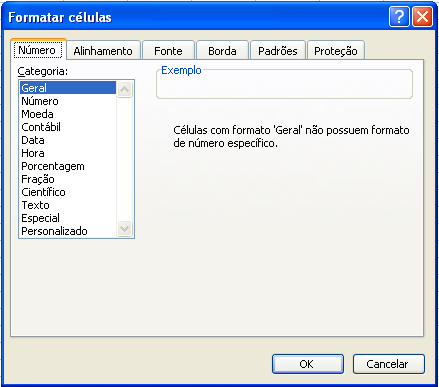 Formatar células
Número Alinhamento Fonte Borda Padrões Proteção
Categoria:
Geral
Número
Moeda
Contábil
Data
Hora
Porcentagem
Fração
Científico
Texto
Especial
Personalizado
Exemplo
Células com formato 'Geral' não possuem formato
de número específico.
OK Cancelar